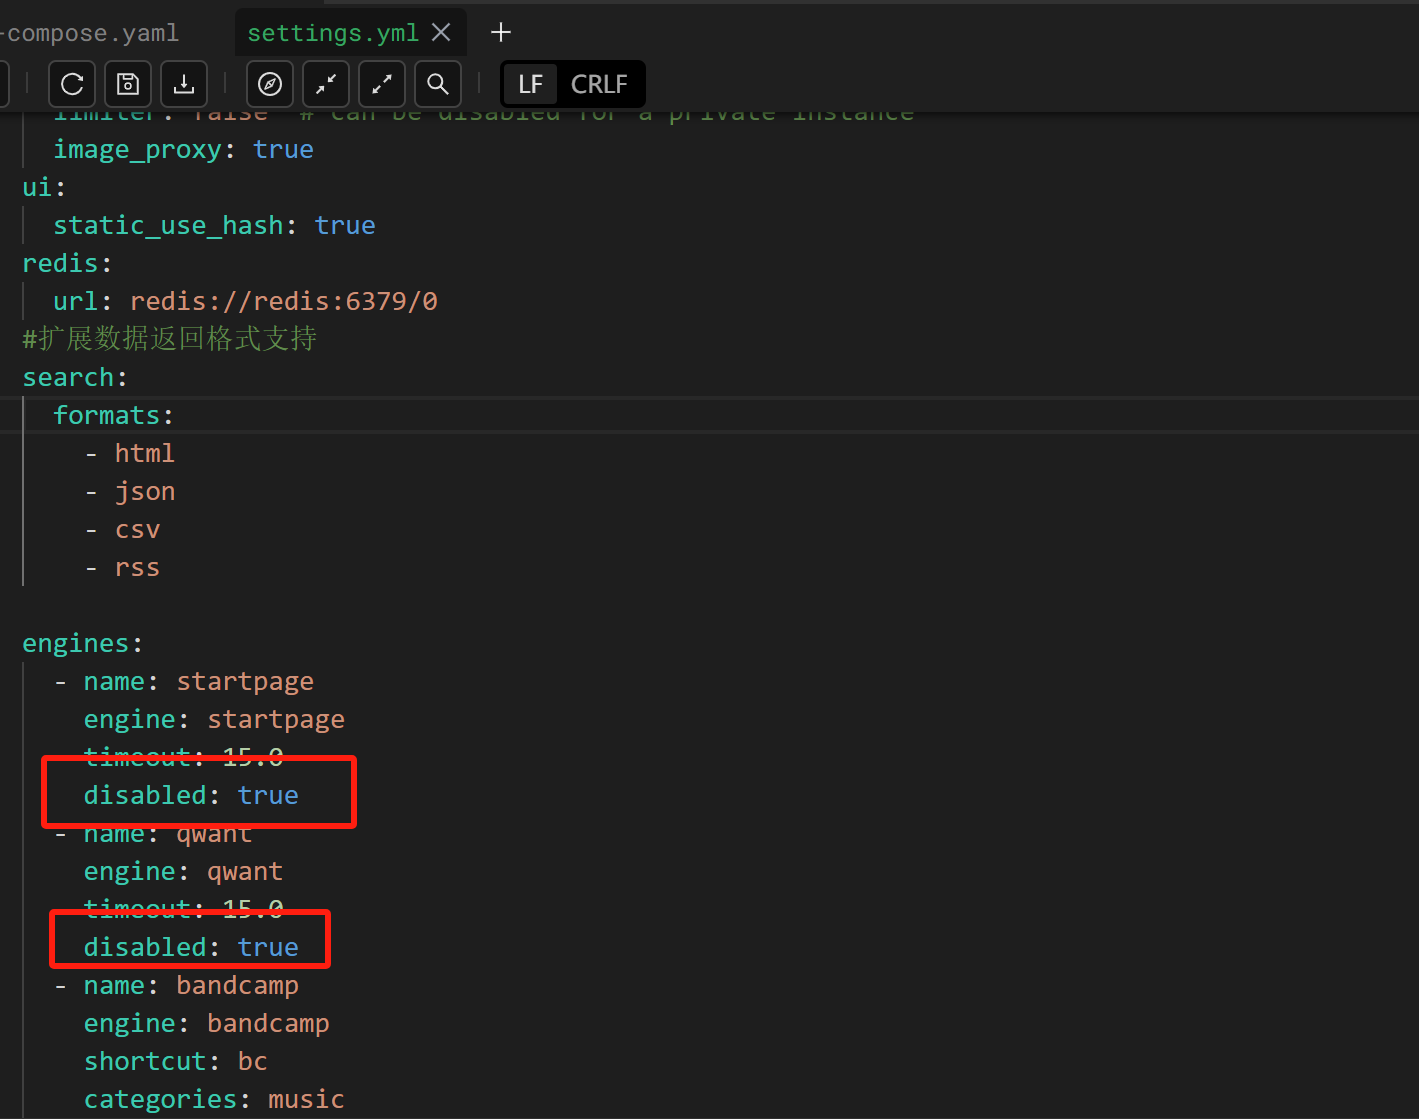 -compose.yaml
settings.yml
LF CRLF
limiter: false # can be disabled for a private instance
image_proxy: true
ui:
static_use_hash: true
redis:
url: redis://redis:6379/0
#扩展数据返回格式支持
search:
formats:
- html
- json
- csv
- rss
engines:
- name: startpage
engine: startpage
timeout: 15.0
disabled: true
- name: qwant
engine: qwant
timeout: 15.0
disabled: true
- name: bandcamp
engine: bandcamp
shortcut: bc
categories: music